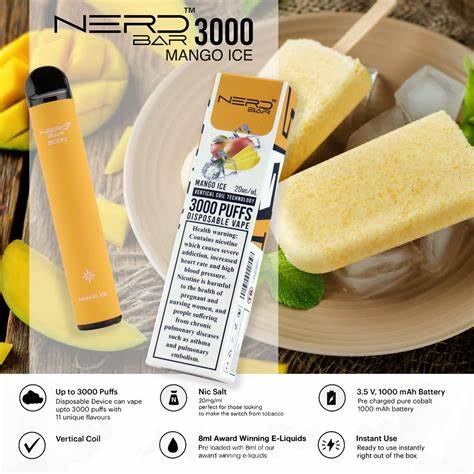 NERD™ 3000
BAR
MANGO ICE
NERD
BAR
3000
MANGO ICE
NERD
BAR
MANGO ICE 20mg/mL
VERTICAL COIL TECHNOLOGY
3000 PUFFS
DISPOSABLE VAPE
Health warning:
Contains nicotine
which causes severe
addiction, increased
heart rate and high
blood pressure.
Nicotine is harmful
to the health of
pregnant and
nursing women, and
people suffering
from chronic
pulmonary diseases
such as asthma
and pulmonary
embolism.
Up to 3000 Puffs
Disposable Device can vape
upto 3000 puffs with
11 unique flavours
Nic Salt
20mg/ml
perfect for those looking
to make the switch from tobacco
3.5 V, 1000 mAh Battery
Pre charged pure cobalt
1000 mAh battery
Vertical Coil
8ml Award Winning E-Liquids
Pre loaded with 8ml of our
award winning e-liquids
Instant Use
Ready to use instantly
right out of the box